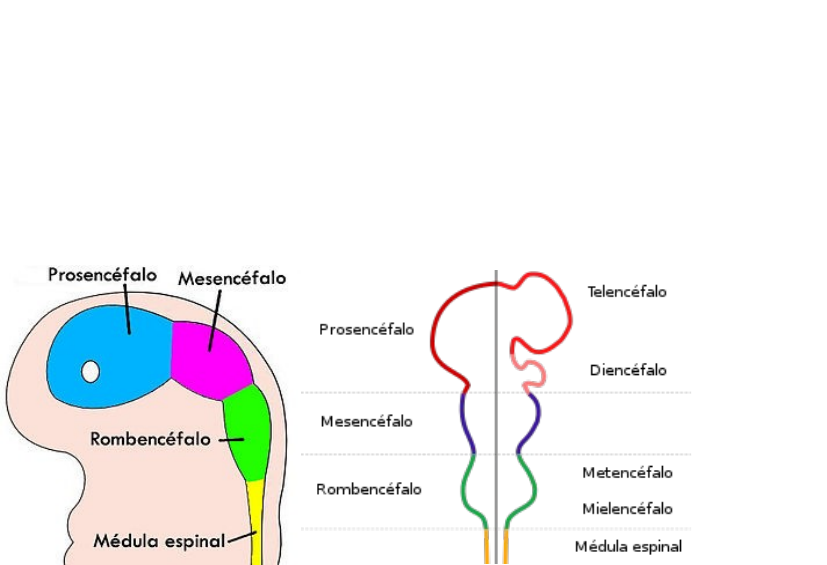 Prosencéfalo
Mesencéfalo
Rombencéfalo
Médula espinal
Prosencéfalo
Mesencéfalo
Rombencéfalo
Telencéfalo
Diencéfalo
Metencéfalo
Mielencéfalo
Médula espinal